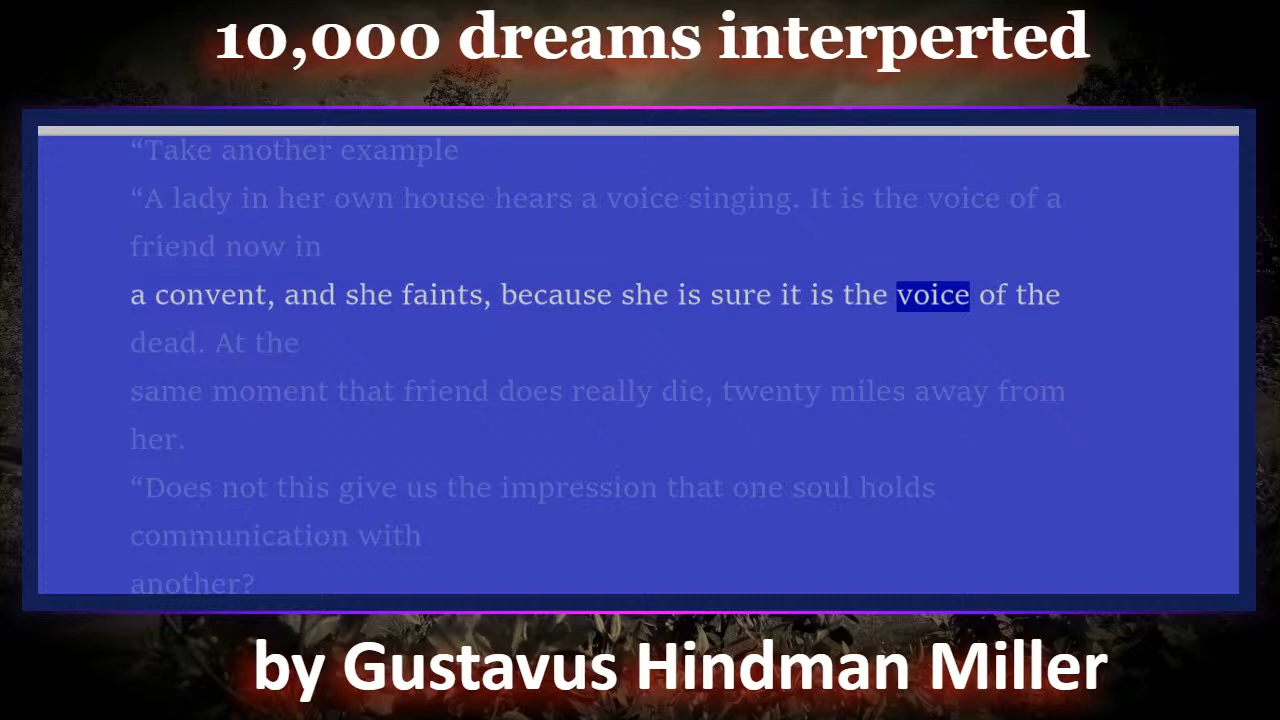 10,000 dreams interperted
“Take another example
“A lady in her own house hears a voice singing. It is the voice of a
friend now in
a convent, and she faints, because she is sure it is the voice of the
dead. At the
same moment that friend does really die, twenty miles away from
her.
“Does not this give us the impression that one soul holds
communication with
another?
by Gustavus Hindman Miller